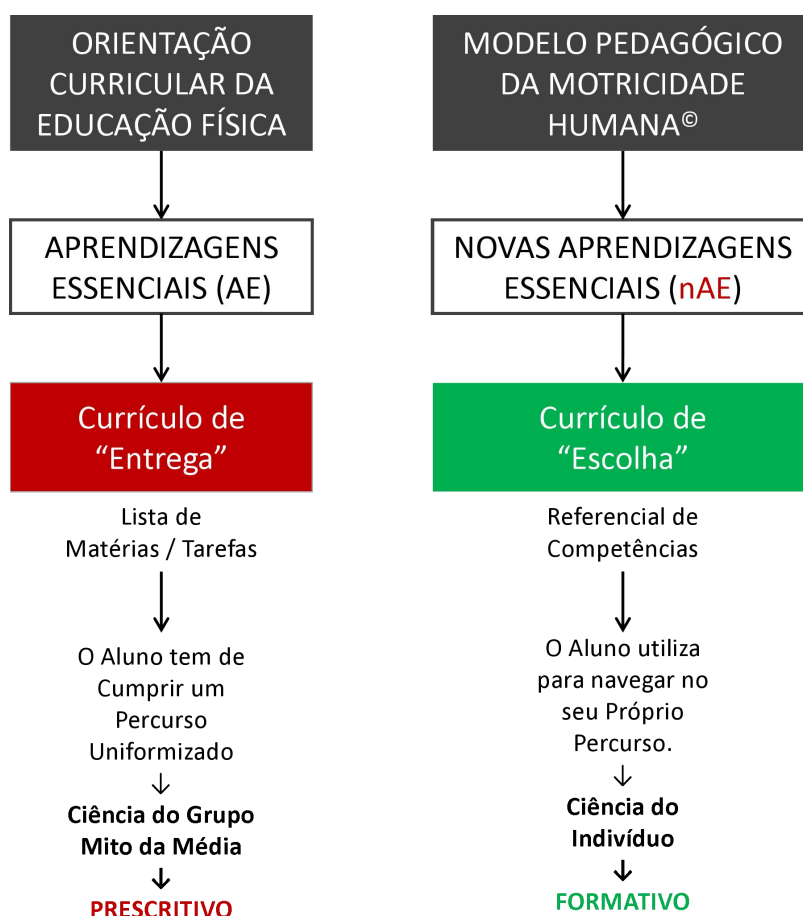 ORIENTAÇÃO
CURRICULAR DA
EDUCAÇÃO FÍSICA
APRENDIZAGENS
ESSENCIAIS (AE)
Currículo de
“Entrega”
Lista de
Matérias / Tarefas
O Aluno tem de
Cumprir um
Percurso
Uniformizado
Ciência do Grupo
Mito da Média
PRESCRITIVO
MODELO PEDAGÓGICO
DA MOTRICIDADE
HUMANA©
NOVAS APRENDIZAGENS
ESSENCIAIS (nAE)
Currículo de
“Escolha”
Referencial de
Competências
O Aluno utiliza
para navegar no
seu Próprio
Percurso.
Ciência do
Indivíduo
FORMATIVO